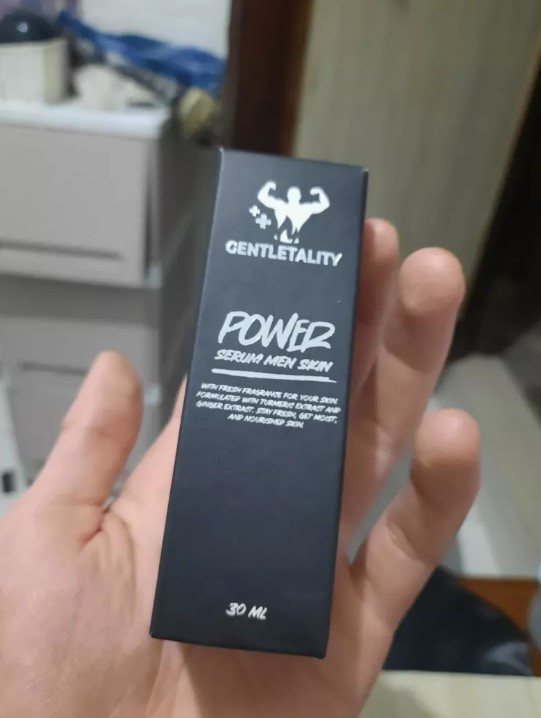 GENTLETALITY
POWER
SERUM MEN SKIN
WITH FRESH FRAGRANCE FOR YOUR SKIN.
FORMULATED WITH TURMERIC EXTRACT AND
GINGER EXTRACT. STAY FRESH, GET MOIST,
AND NOURISHED SKIN.
30 ML